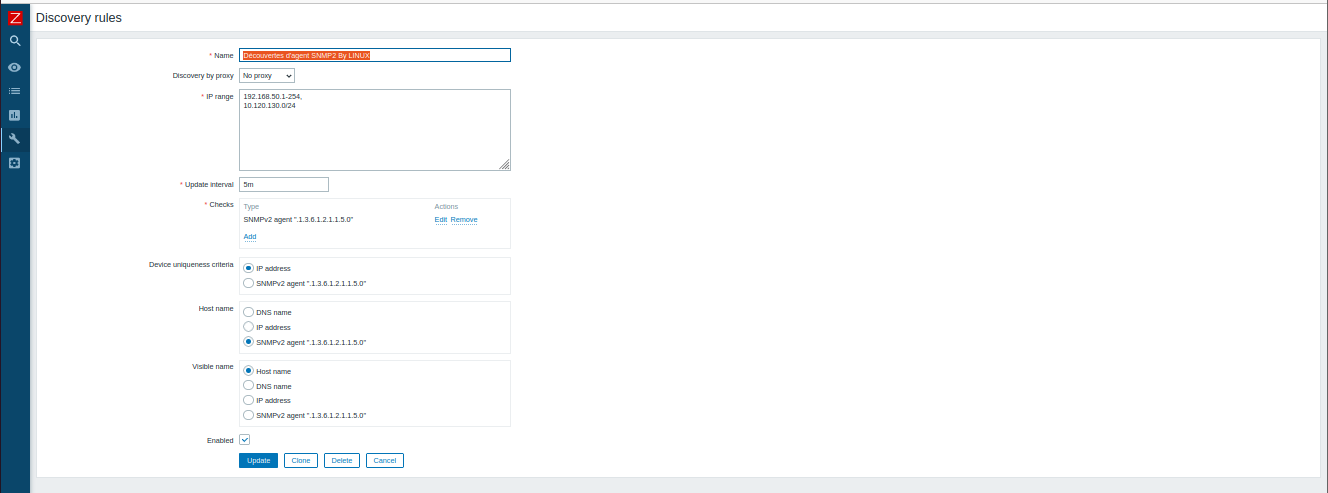 Z
Discovery rules
* Name
Découvertes d'agent SNMP2 By LINUX
Discovery by proxy
No proxy
* IP range
192.168.50.1-254,
10.120.130.0/24
* Update interval
5m
* Checks
Type Actions
SNMPv2 agent ".1.3.6.1.2.1.1.5.0" Edit Remove
Add
Device uniqueness criteria
IP address
SNMPv2 agent ".1.3.6.1.2.1.1.5.0"
Host name
DNS name
IP address
SNMPv2 agent ".1.3.6.1.2.1.1.5.0"
Visible name
Host name
DNS name
IP address
SNMPv2 agent ".1.3.6.1.2.1.1.5.0"
Enabled
Update Clone Delete Cancel